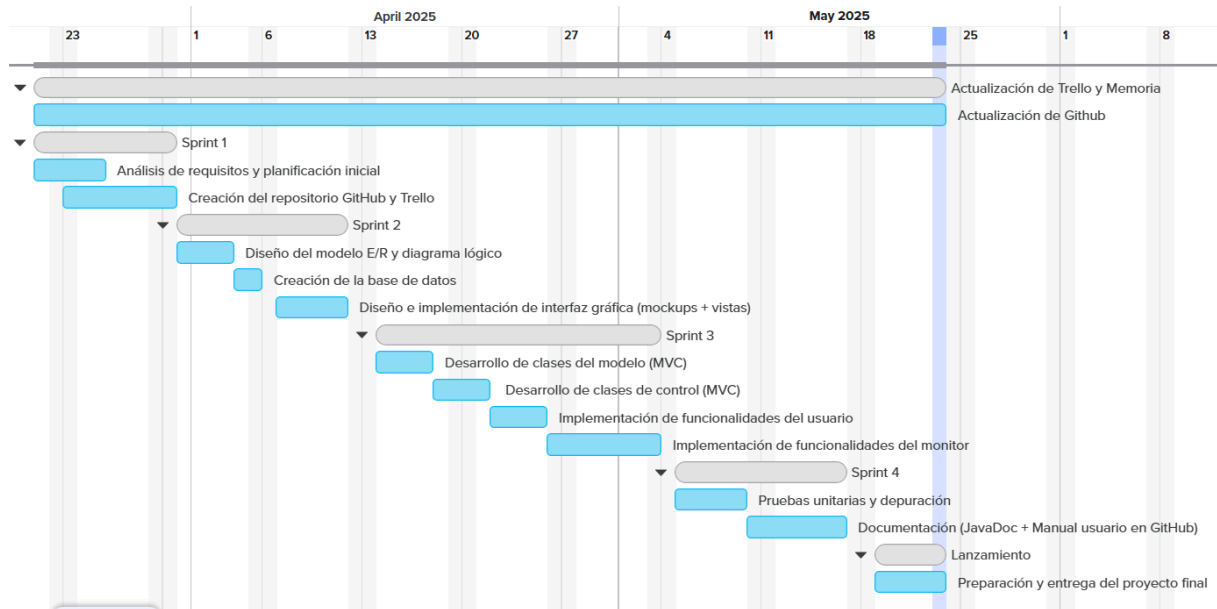 April 2025 May 2025
23 1 6 13 20 27 4 11 18 25 1 8
Actualización de Trello y Memoria
Actualización de Github
Sprint 1
Análisis de requisitos y planificación inicial
Creación del repositorio GitHub y Trello
Sprint 2
Diseño del modelo E/R y diagrama lógico
Creación de la base de datos
Diseño e implementación de interfaz gráfica (mockups + vistas)
Sprint 3
Desarrollo de clases del modelo (MVC)
Desarrollo de clases de control (MVC)
Implementación de funcionalidades del usuario
Implementación de funcionalidades del monitor
Sprint 4
Pruebas unitarias y depuración
Documentación (JavaDoc + Manual usuario en GitHub)
Lanzamiento
Preparación y entrega del proyecto final